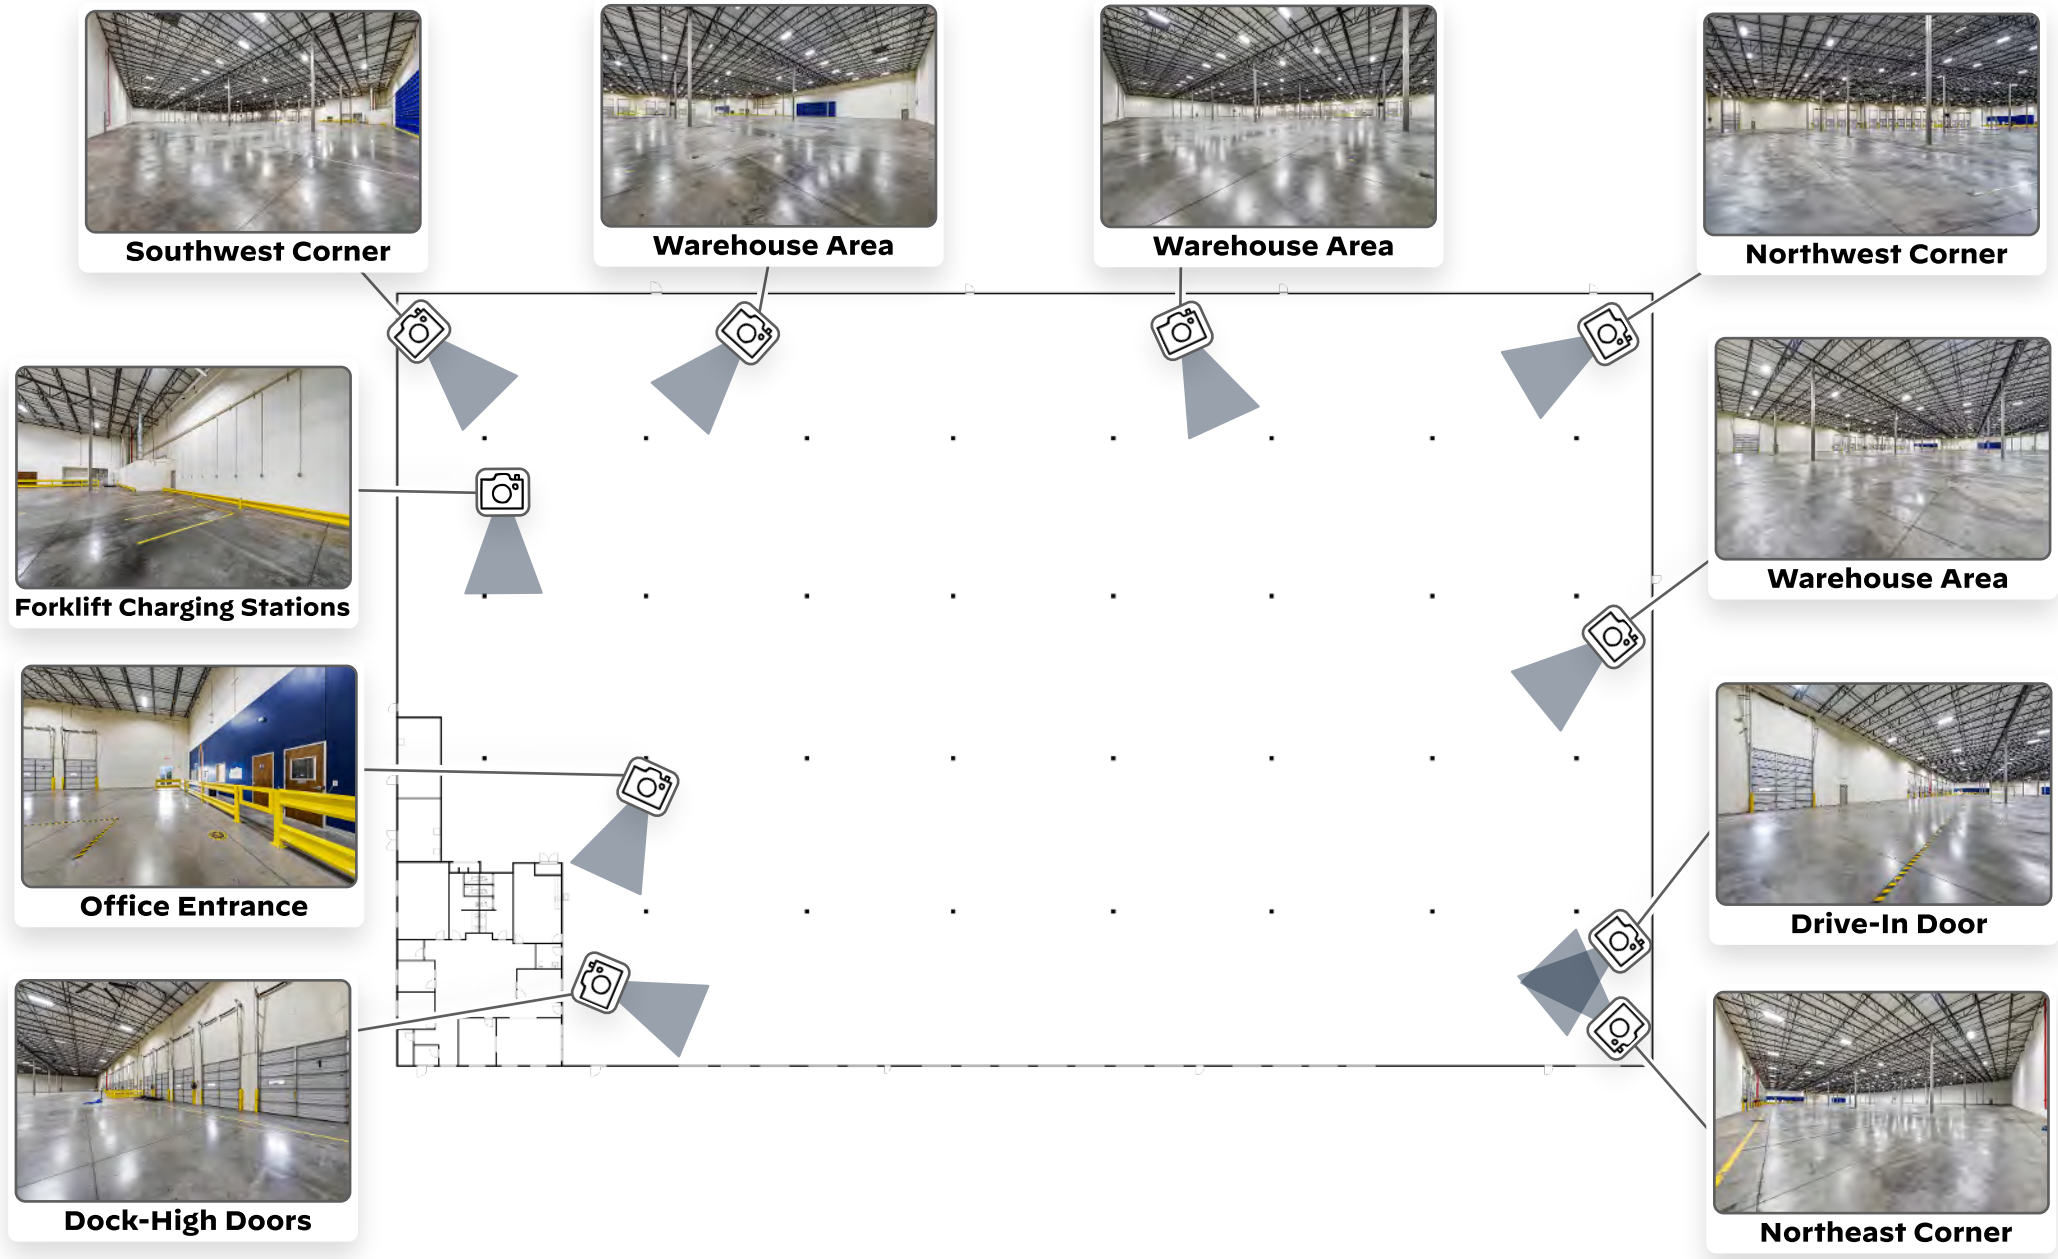 Southwest Corner
Warehouse Area
Warehouse Area
Northwest Corner
Forklift Charging Stations
Warehouse Area
Office Entrance
Drive-In Door
Dock-High Doors
Northeast Corner